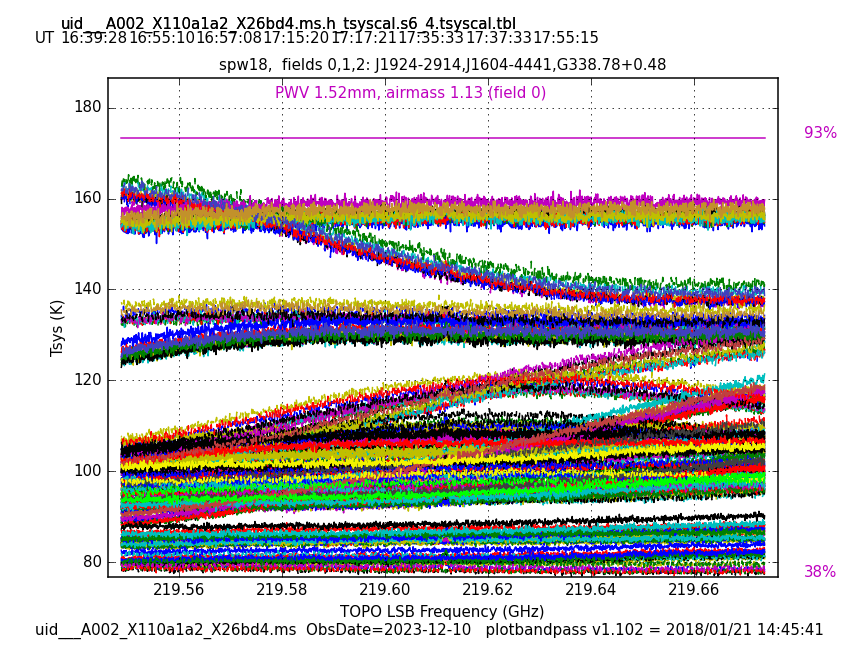 uid___A002_X110a1a2_X26bd4.ms.h_tsyscal.s6_4.tsyscal.tbl
UT 16:39:28 16:55:10 16:57:08 17:15:20 17:17:21 17:35:33 17:37:33 17:55:15
spw18, fields 0,1,2: J1924-2914,J1604-4441,G338.78+0.48
PWV 1.52mm, airmass 1.13 (field 0)
180
93%
160
140
Tsys (K)
120
100
80
38%
219.56 219.58 219.60 219.62 219.64 219.66
TOPO LSB Frequency (GHz)
uid___A002_X110a1a2_X26bd4.ms ObsDate=2023-12-10 plotbandpass v1.102 = 2018/01/21 14:45:41